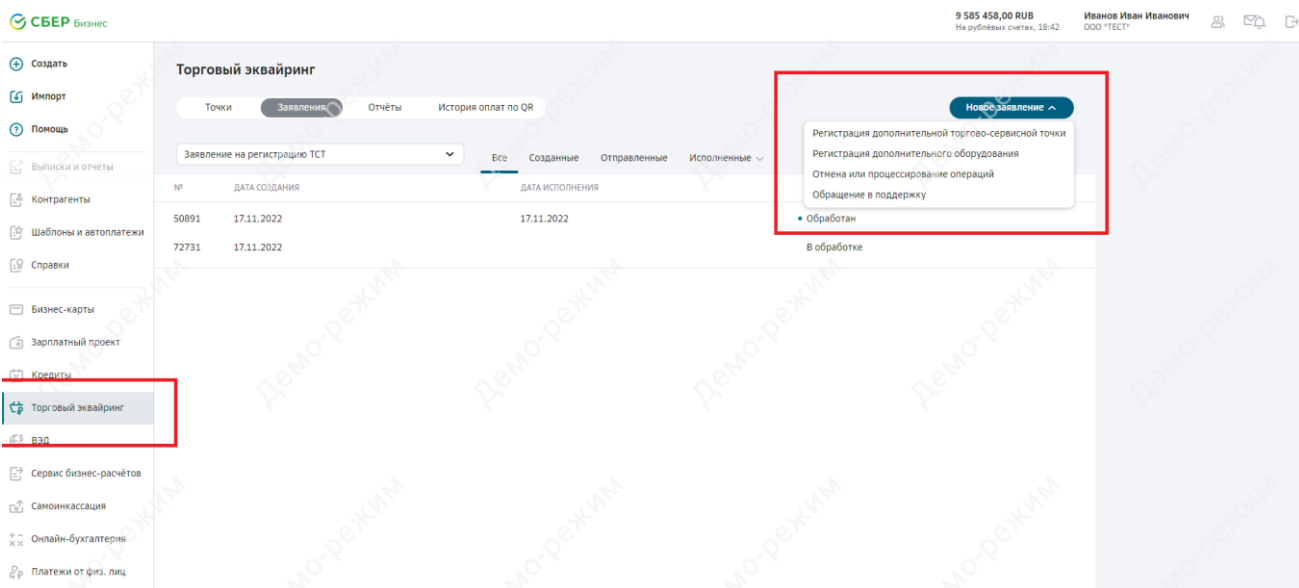 СБЕР Бизнес
9 585 458,00 RUB
На рублёвых счетах, 18:42
Иванов Иван Иванович
ООО "ТЕСТ"
Создать
Импорт
Помощь
Выписки и отчёты
Контрагенты
Шаблоны и автоплатежи
Справки
Бизнес-карты
Зарплатный проект
Кредиты
Торговый эквайринг
ВЭД
Сервис бизнес-расчётов
Самоинкассация
Онлайн-бухгалтерия
Платежи от физ. лиц
Торговый эквайринг
Точки Заявления Отчёты История оплат по QR
Новое заявление
Регистрация дополнительной торгово-сервисной точки
Регистрация дополнительного оборудования
Отмена или процессирование операций
Обращение в поддержку
Заявление на регистрацию ТСТ
Все Созданные Отправленные Исполненные
№ ДАТА СОЗДАНИЯ ДАТА ИСПОЛНЕНИЯ
50891 17.11.2022 17.11.2022 Обработан
72731 17.11.2022 В обработке
Демо-режим